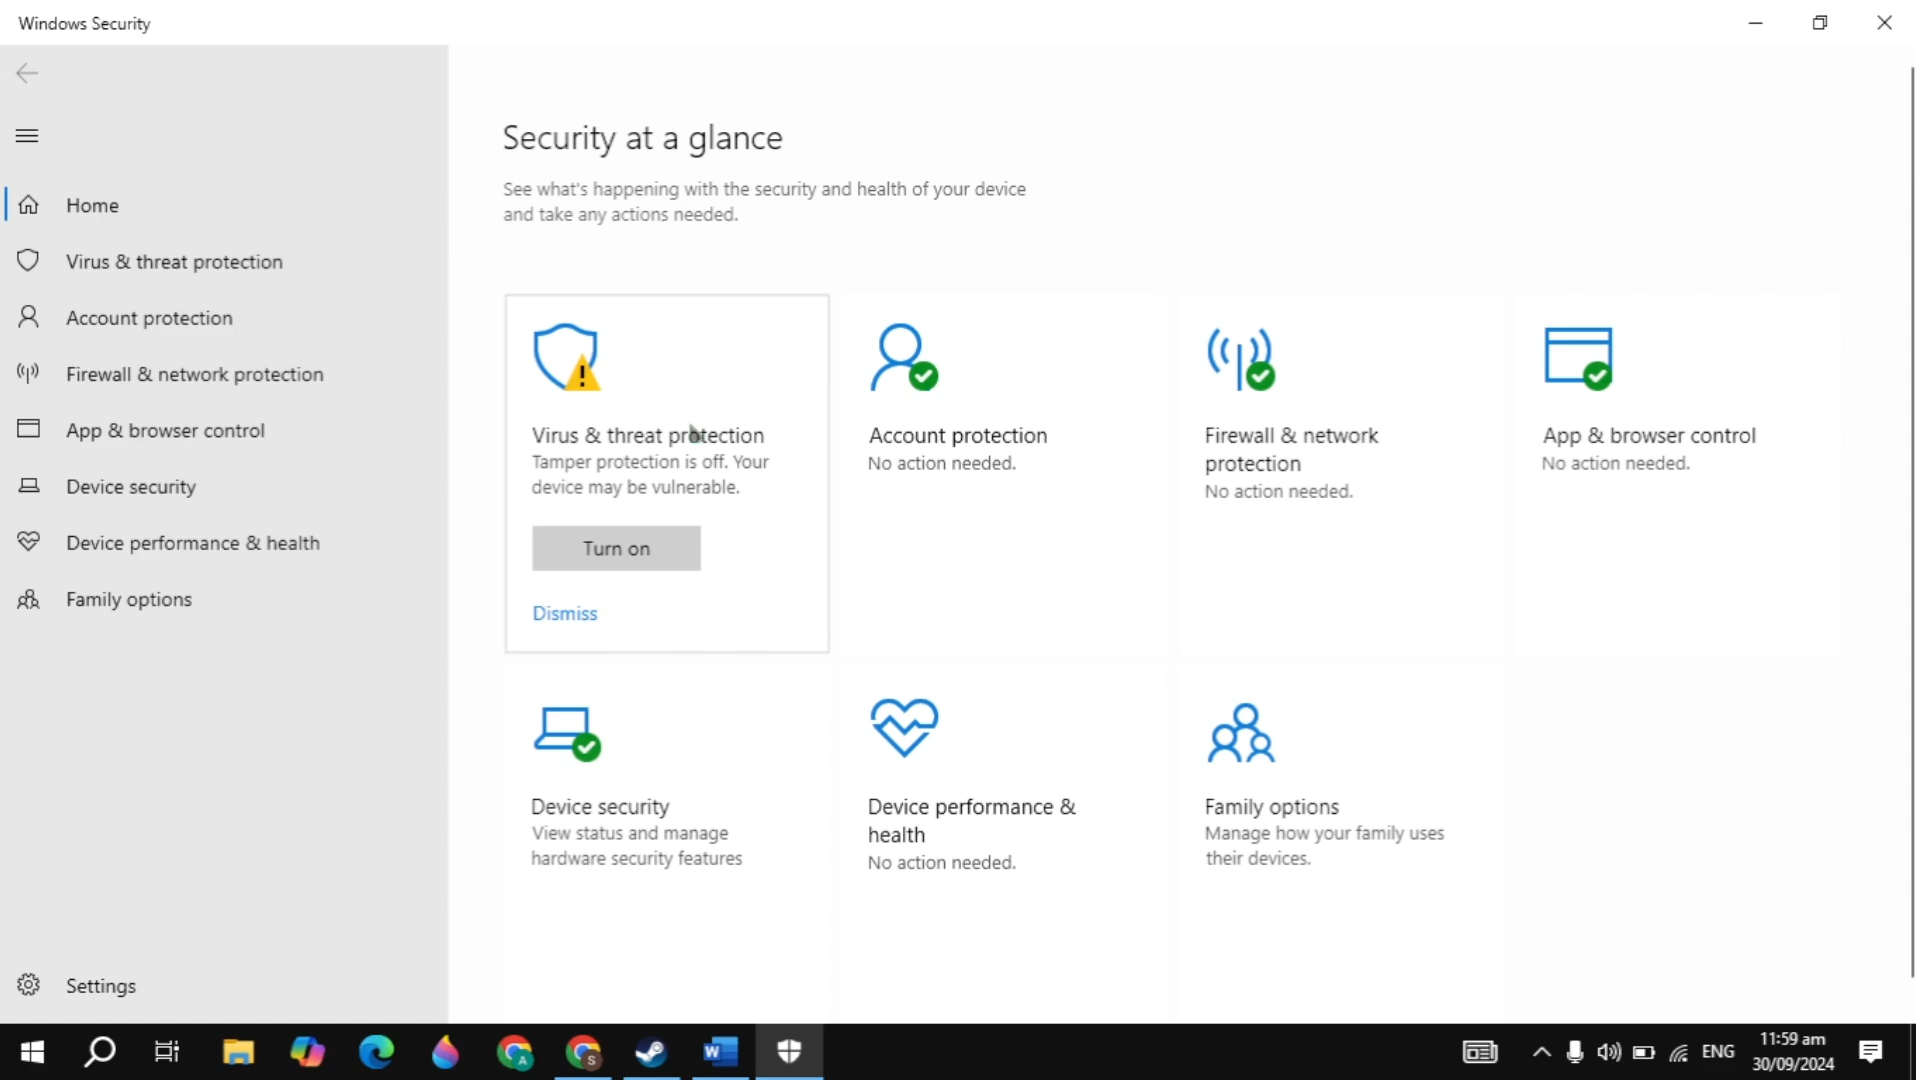 Windows Security
Home
Virus & threat protection
Account protection
Firewall & network protection
App & browser control
Device security
Device performance & health
Family options
Settings
Security at a glance
See what's happening with the security and health of your device
and take any actions needed.
Virus & threat protection
Tamper protection is off. Your
device may be vulnerable.
Turn on
Dismiss
Account protection
No action needed.
Firewall & network
protection
No action needed.
App & browser control
No action needed.
Device security
View status and manage
hardware security features
Device performance &
health
No action needed.
Family options
Manage how your family uses
their devices.
A
S
W
ENG
11:59 am
30/09/2024